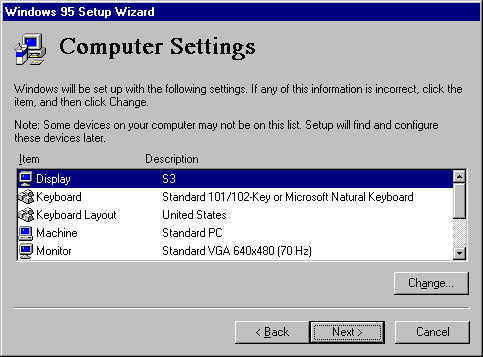 Windows 95 Setup Wizard
Computer Settings
Windows will be set up with the following settings. If any of this information is incorrect, click the
item, and then click Change.
Note: Some devices on your computer may not be on this list. Setup will find and configure
these devices later.
Item Description
Display S3
Keyboard Standard 101/102-Key or Microsoft Natural Keyboard
Keyboard Layout United States
Machine Standard PC
Monitor Standard VGA 640x480 (70 Hz)
Change...
< Back Next > Cancel